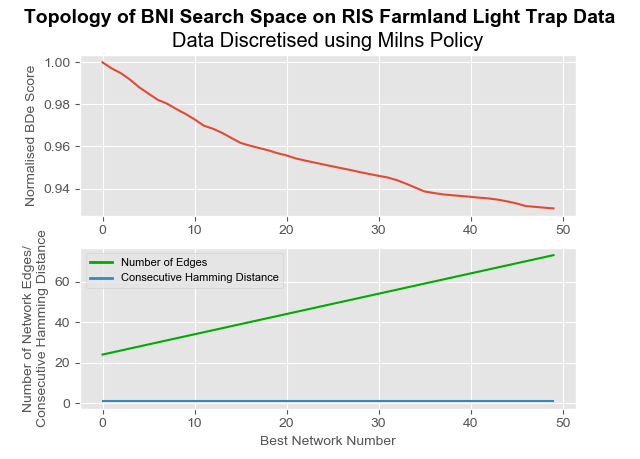 Topology of BNI Search Space on RIS Farmland Light Trap Data
Data Discretised using Milns Policy
Normalised BDe Score
1.00
0.98
0.96
0.94
0 10 20 30 40 50
Number of Network Edges/
Consecutive Hamming Distance
Number of Edges
Consecutive Hamming Distance
60
40
20
0
0 10 20 30 40 50
Best Network Number